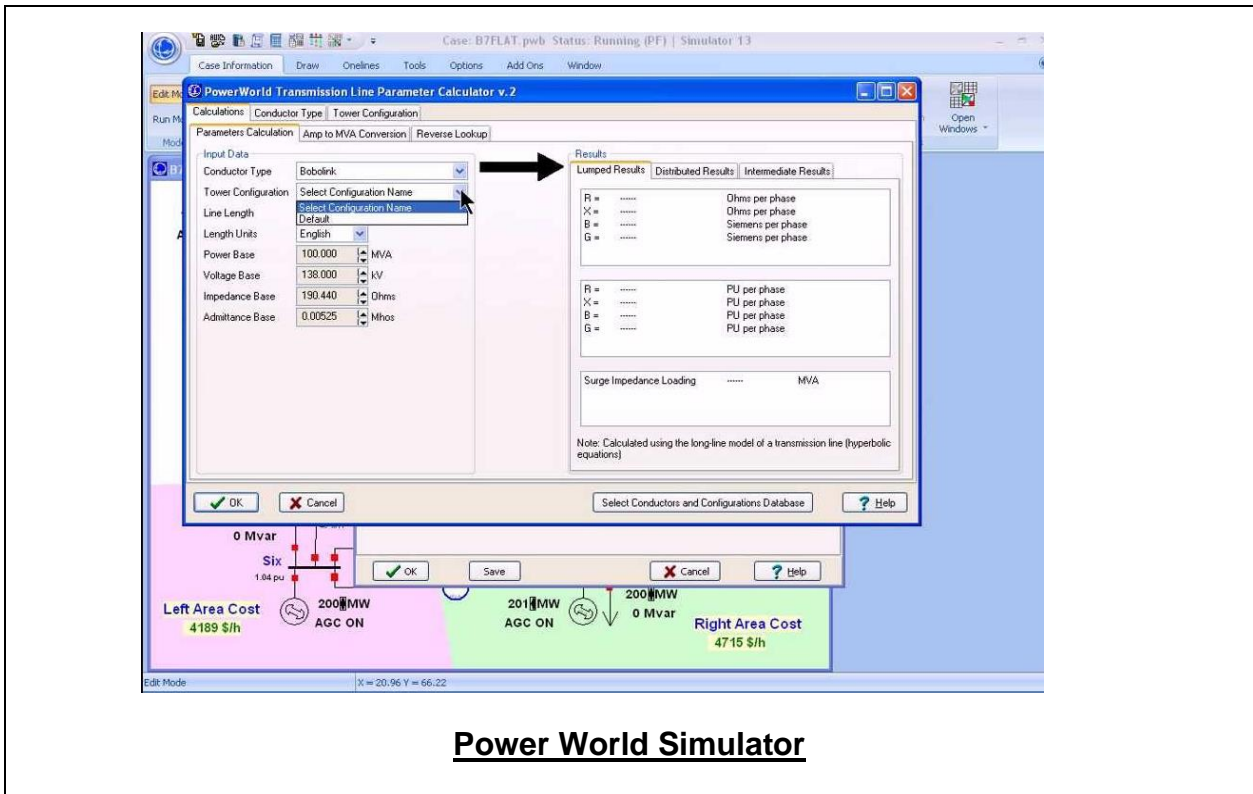 Case: B7FLAT.pwb Status: Running (PF) | Simulator 13
Case Information Draw Onelines Tools Options Add Ons Window
PowerWorld Transmission Line Parameter Calculator v.2
Calculations Conductor Type Tower Configuration
Parameters Calculation Amp to MVA Conversion Reverse Lookup
Open
Windows
Input Data
Conductor Type Bobolink
Tower Configuration Select Configuration Name
Select Configuration Name
Line Length Default
Length Units English
Power Base 100.000 MVA
Voltage Base 138.000 kV
Impedance Base 190.440 Ohms
Admittance Base 0.00525 Mhos
Results
Lumped Results Distributed Results Intermediate Results
R = ------ Ohms per phase
X = ------ Ohms per phase
B = ------ Siemens per phase
G = ------ Siemens per phase
R = ------ PU per phase
X = ------ PU per phase
B = ------ PU per phase
G = ------ PU per phase
Surge Impedance Loading ------ MVA
Note: Calculated using the long-line model of a transmission line (hyperbolic
equations)
OK Cancel Select Conductors and Configurations Database ? Help
OK Save Cancel ? Help
0 Mvar
Six
1.04 pu
Left Area Cost
4189 $/h
200 MW
AGC ON
201 MW
AGC ON
200 MW
0 Mvar
Right Area Cost
4715 $/h
Edit Mode X = 20.96 Y = 66.22
Power World Simulator